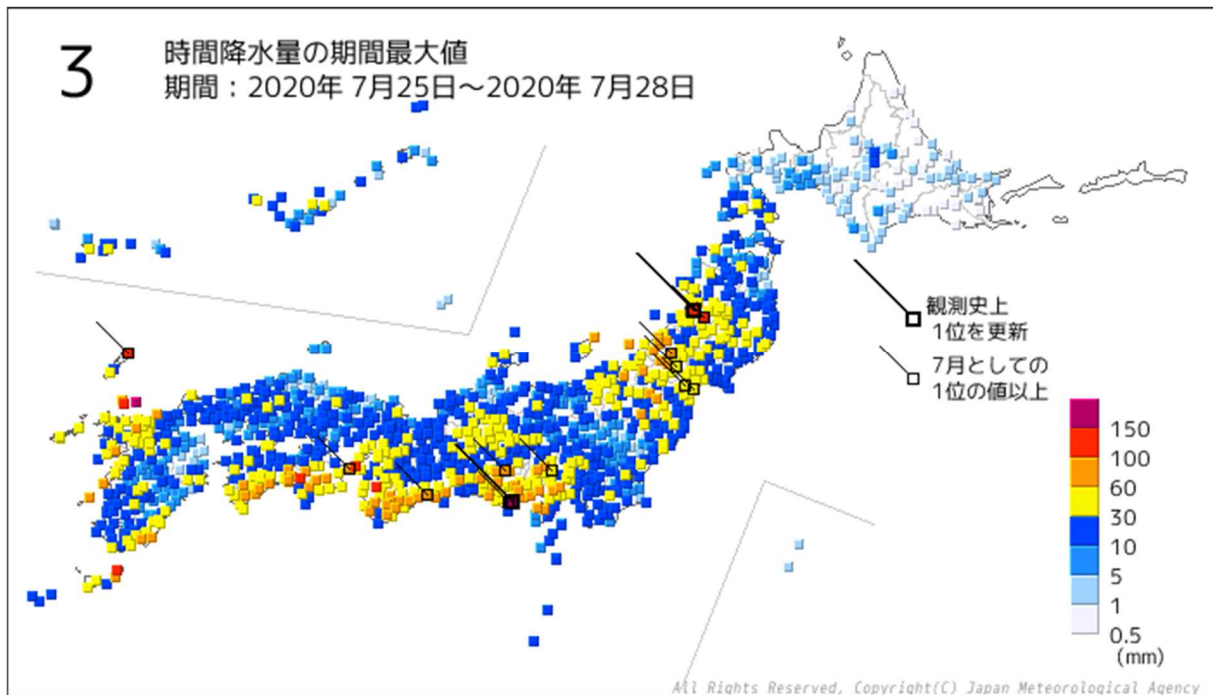 3 時間降水量の期間最大値
期間：2020年 7月25日～2020年 7月28日
観測史上
1位を更新
7月としての
1位の値以上
150
100
60
30
10
5
1
0.5
(mm)
All Rights Reserved, Copyright(C) Japan Meteorological Agency